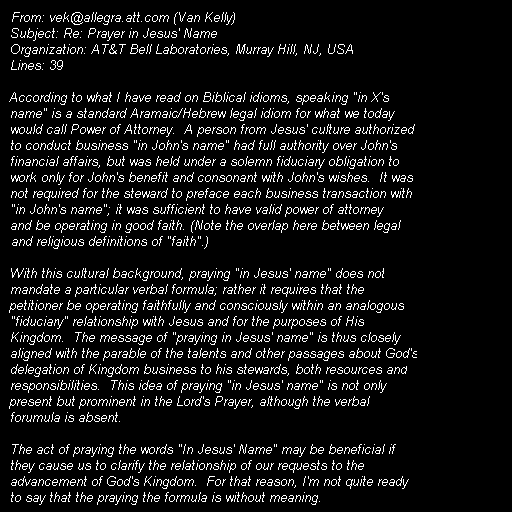 From: vek@allegra.att.com (Van Kelly)
Subject: Re: Prayer in Jesus' Name
Organization: AT&T Bell Laboratories, Murray Hill, NJ, USA
Lines: 39
According to what I have read on Biblical idioms, speaking "in X's
name" is a standard Aramaic/Hebrew legal idiom for what we today
would call Power of Attorney.  A person from Jesus' culture authorized
to conduct business "in John's name" had full authority over John's
financial affairs, but was held under a solemn fiduciary obligation to
work only for John's benefit and consonant with John's wishes.  It was
not required for the steward to preface each business transaction with
"in John's name"; it was sufficient to have valid power of attorney
and be operating in good faith. (Note the overlap here between legal
and religious definitions of "faith".)
With this cultural background, praying "in Jesus' name" does not
mandate a particular verbal formula; rather it requires that the
petitioner be operating faithfully and consciously within an analogous
"fiduciary" relationship with Jesus and for the purposes of His
Kingdom.  The message of "praying in Jesus' name" is thus closely
aligned with the parable of the talents and other passages about God's
delegation of Kingdom business to his stewards, both resources and
responsibilities.  This idea of praying "in Jesus' name" is not only
present but prominent in the Lord's Prayer, although the verbal
forumula is absent.
The act of praying the words "In Jesus' Name" may be beneficial if
they cause us to clarify the relationship of our requests to the
advancement of God's Kingdom.  For that reason, I'm not quite ready
to say that the praying the formula is without meaning.